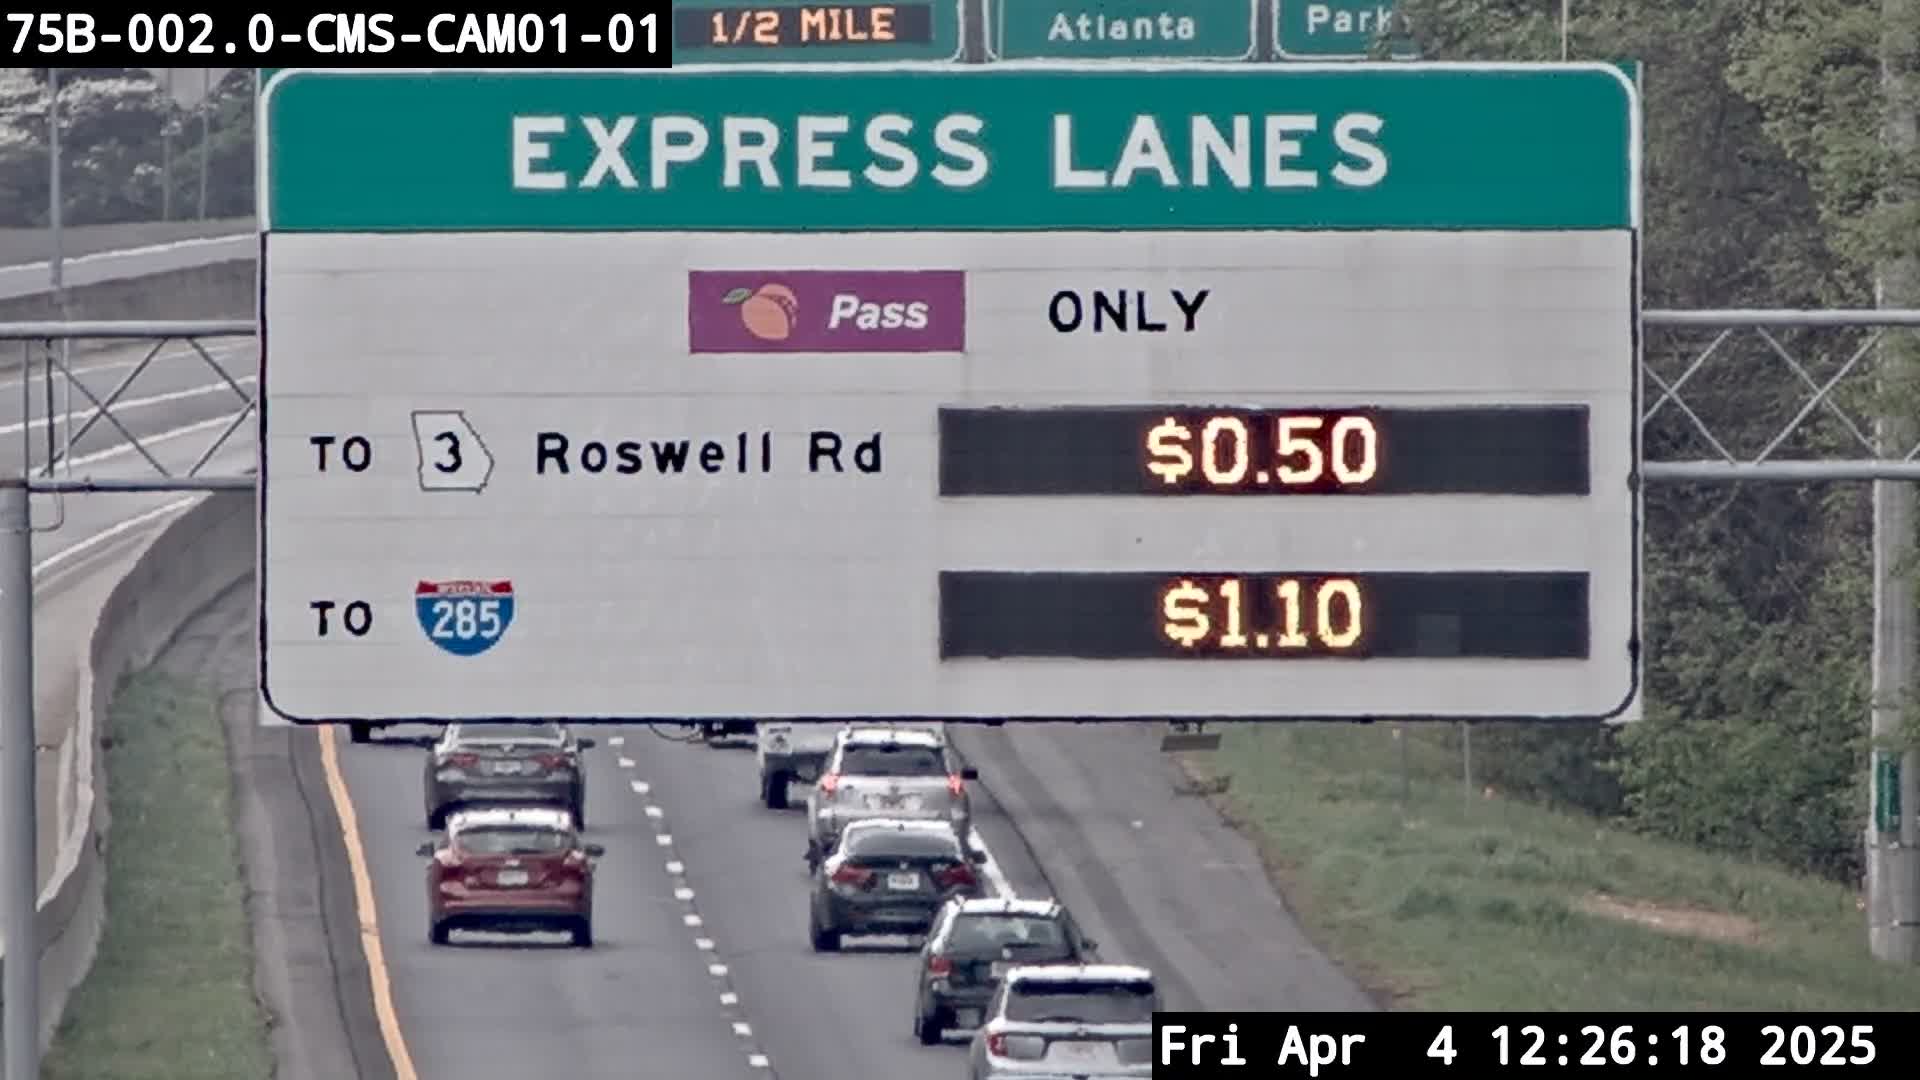 75B-002.0-CMS-CAM01-01
1/2 MILE
Atlanta
Park
EXPRESS LANES
Pass ONLY
TO 3 Roswell Rd $0.50
TO 285 $1.10
Fri Apr 4 12:26:18 2025